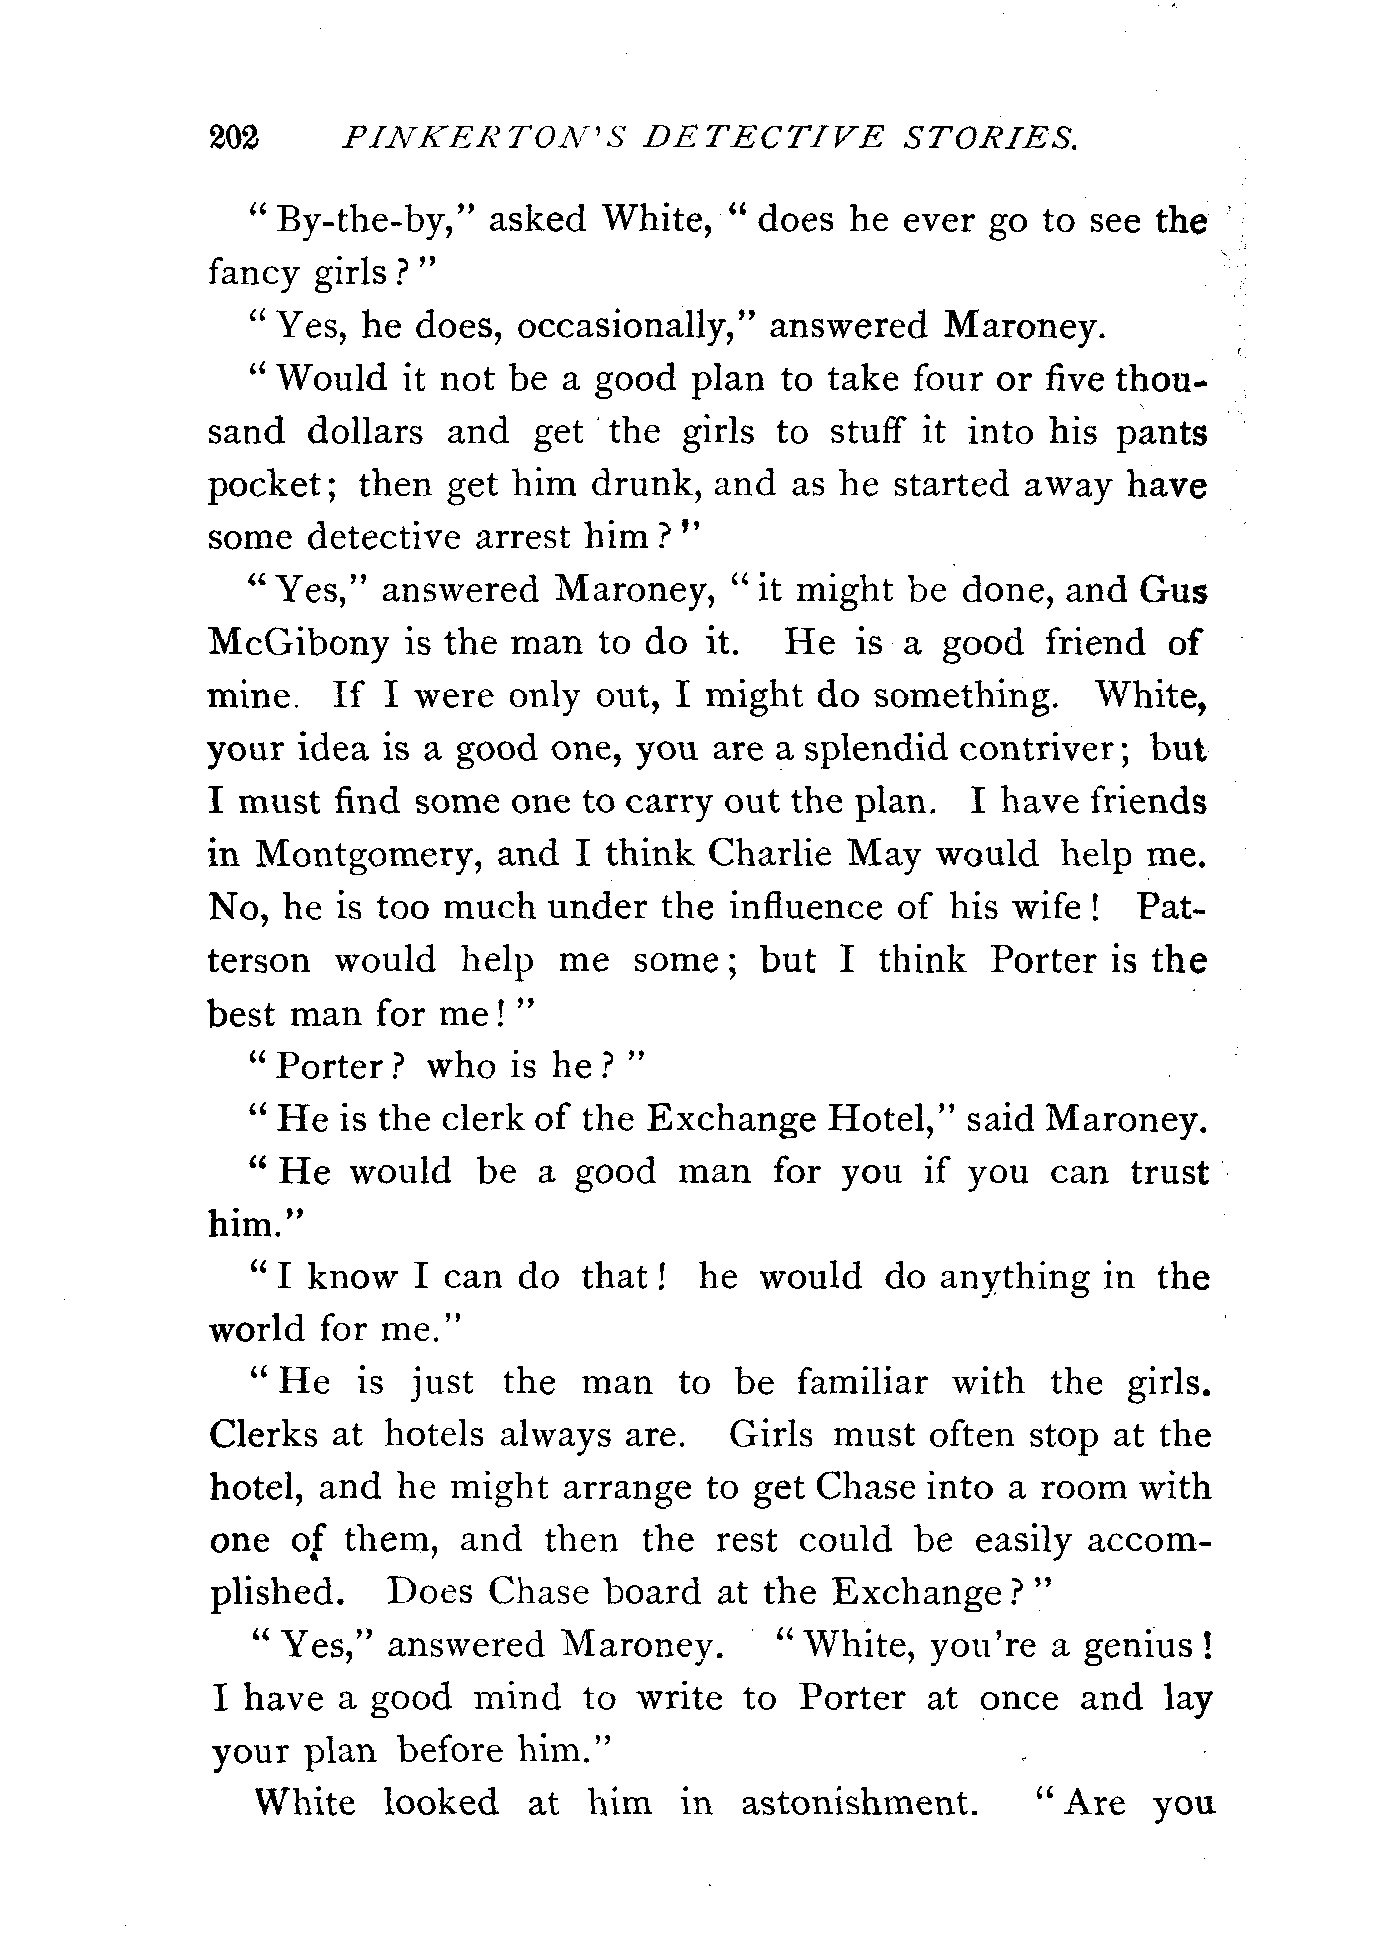 202 PINKERTON'S DETECTIVE STORIES.
" By-the-by," asked White, " does he ever go to see the
fancy girls ? "
" Yes, he does, occasionally," answered Maroney.
" Would it not be a good plan to take four or five thou-
sand dollars and get the girls to stuff it into his pants
pocket ; then get him drunk, and as he started away have
some detective arrest him ? "
" Yes," answered Maroney, " it might be done, and Gus
McGibony is the man to do it. He is a good friend of
mine. If I were only out, I might do something. White,
your idea is a good one, you are a splendid contriver ; but
I must find some one to carry out the plan. I have friends
in Montgomery, and I think Charlie May would help me.
No, he is too much under the influence of his wife ! Pat-
terson would help me some ; but I think Porter is the
best man for me ! "
" Porter ? who is he ? "
" He is the clerk of the Exchange Hotel," said Maroney.
" He would be a good man for you if you can trust
him."
" I know I can do that ! he would do anything in the
world for me."
" He is just the man to be familiar with the girls.
Clerks at hotels always are. Girls must often stop at the
hotel, and he might arrange to get Chase into a room with
one of them, and then the rest could be easily accom-
plished. Does Chase board at the Exchange ? "
" Yes," answered Maroney. " White, you're a genius !
I have a good mind to write to Porter at once and lay
your plan before him."
White looked at him in astonishment. " Are you